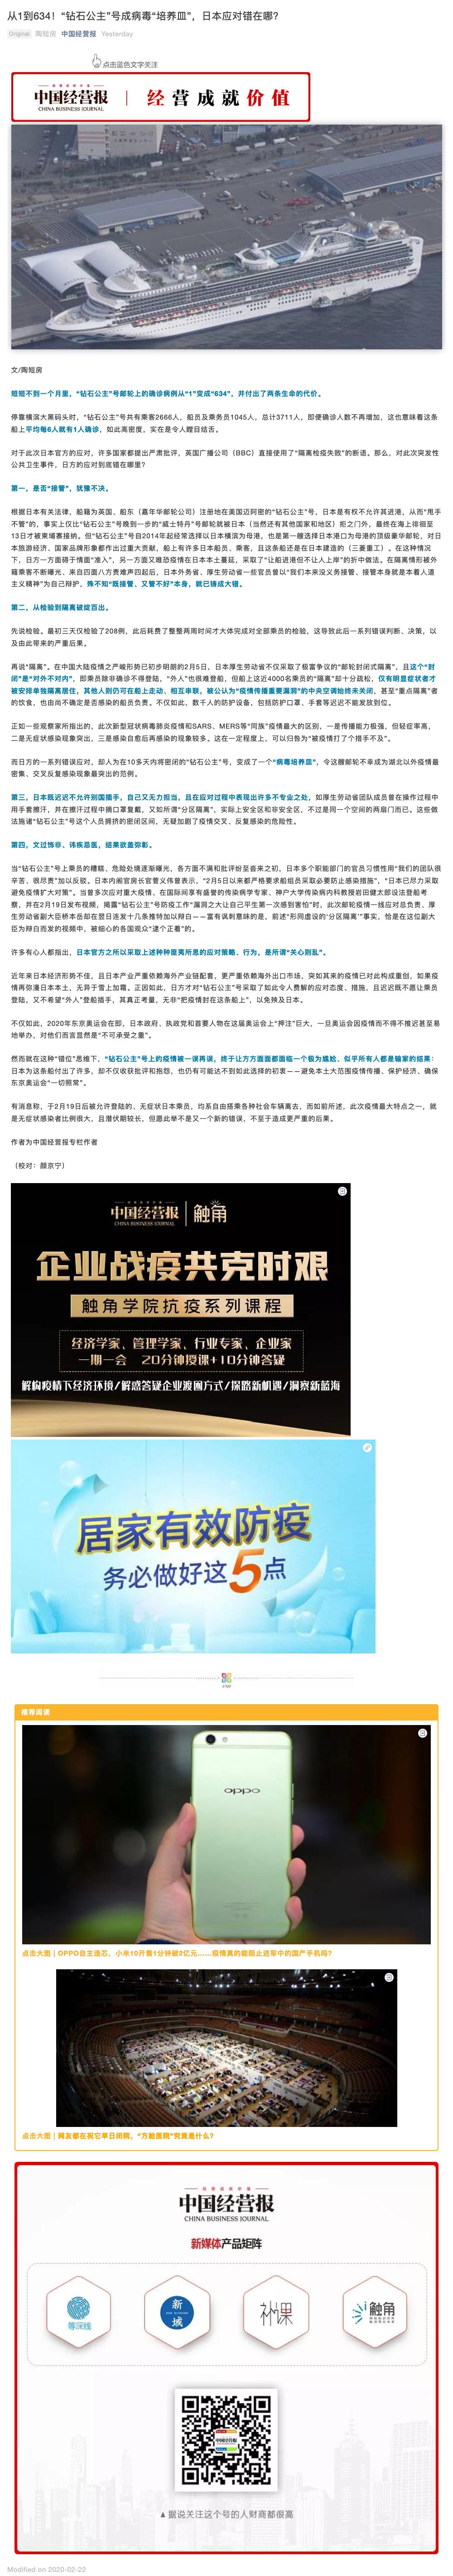 从1到634！“钻石公主”号成病毒“培养皿”，日本应对错在哪？
Original 陶短房 中国经营报 Yesterday
点击蓝色文字关注
中国经营报
CHINA BUSINESS JOURNAL
经营成就价值
文/陶短房
短短不到一个月里，“钻石公主”号邮轮上的确诊病例从“1”变成“634”，并付出了两条生命的代价。
停靠横滨大黑码头时，“钻石公主”号共有乘客2666人，船员及乘务员1045人，总计3711人，即便确诊人数不再增加，这也意味着这条
船上平均每6人就有1人确诊，如此高密度，实在是令人瞠目结舌。
对于此次日本官方的应对，许多国家都提出严肃批评，英国广播公司（BBC）直接使用了“隔离检疫失败”的断语。那么，对此次突发性
公共卫生事件，日方的应对到底错在哪里？
第一，是否“接管”，犹豫不决。
根据日本有关法律，船籍为英国、船东（嘉年华邮轮公司）注册地在美国迈阿密的“钻石公主”号，日本是有权不允许其进港，从而“甩手
不管”的，事实上仅比“钻石公主”号晚到一步的“威士特丹”号邮轮就被日本（当然还有其他国家和地区）拒之门外，最终在海上徘徊至
13日才被柬埔寨接纳。但“钻石公主”号自2014年起经常选择以日本横滨为母港，也是第一艘选择日本港口为母港的顶级豪华邮轮，对日
本旅游经济、国家品牌形象都作出过重大贡献，船上有许多日本船员、乘客，且这条船还是在日本建造的（三菱重工）。在这种情况
下，日方一方面碍于情面“准入”，另一方面又难恐疫情在日本本土蔓延，采取了“让船进港但不让人上岸”的折中做法。在隔离情形被外
籍乘客不断曝光、来自四面八方责难声四起后，日本外务省、厚生劳动省一些官员曾以“我们本来没义务接管、接管本身就是本着人道
主义精神”为自己辩护，殊不知“既接管、又管不好”本身，就已铸成大错。
第二，从检验到隔离破绽百出。
先说检验。最初三天仅检验了208例，此后耗费了整整两周时间才大体完成对全部乘员的检验，这导致此后一系列错误判断、决策，以
及由此带来的严重后果。
再说“隔离”。在中国大陆疫情之严峻形势已初步明朗的2月5日，日本厚生劳动省不仅采取了极富争议的“邮轮封闭式隔离”，且这个“封
闭”是“对外不对内”，即乘员除非确诊不得登陆，“外人”也很难登船，但船上这近4000名乘员的“隔离”却十分疏松，仅有明显症状者才
被安排单独隔离居住，其他人则仍可在船上走动、相互串联，被公认为“疫情传播重要漏洞”的中央空调始终未关闭，甚至“重点隔离”者
的饮食，也由尚不确定是否感染的船员负责。不仅如此，数千人的防护设备，包括防护口罩、手套等迟迟不能发放到位。
正如一些观察家所指出的，此次新型冠状病毒肺炎疫情和SARS、MERS等“同族”疫情最大的区别，一是传播能力极强，但轻症率高，
二是无症状感染现象突出，三是感染自愈后再感染的现象较多。这在一定程度上，可以归咎为“被疫情打了个措手不及”。
而日方的一系列错误应对，却人为在10多天内将密闭的“钻石公主”号，变成了一个“病毒培养皿”，令这艘邮轮不幸成为湖北以外疫情最
密集、交叉反复感染现象最突出的范例。
第三，日本既迟迟不允许别国插手，自己又无力担当，且在应对过程中表现出许多不专业之处，如厚生劳动省团队成员曾在操作过程中
用手套擦汗，并在擦汗过程中摘口罩复戴，又如所谓“分区隔离”，实际上安全区和非安全区，不过是同一个空间的两扇门而已。这些做
法施诸“钻石公主”号这个人员拥挤的密闭区间，无疑加剧了疫情交叉、反复感染的危险性。
第四，文过饰非、讳疾忌医，结果欲盖弥彰。
当“钻石公主”号上乘员的糟糕、危险处境逐渐曝光，各方面不满和批评纷至沓来之初，日本多个职能部门的官员习惯性用“我们的团队很
辛苦、很尽责”加以反驳。日本内阁官房长官菅义伟曾表示，“2月5日以来都严格要求船组员采取必要防止感染措施”，“日本已尽力采取
避免疫情扩大对策”。当曾多次应对重大疫情、在国际间享有盛誉的传染病学专家、神户大学传染病内科教授岩田健太郎设法登船考
察，并在2月19日发布视频，揭露“钻石公主”号防疫工作“漏洞之大让自己平生第一次感到害怕”时，此次邮轮疫情一线应对总负责、厚
生劳动省副大臣桥本岳却在翌日连发十几条推特加以辩白——富有讽刺意味的是，前述“形同虚设的‘分区隔离’”事实，恰是在这位副大
臣为辩白而发的视频中，被细心的各国观众“逮个正着”的。
许多有心人都指出，日本官方之所以采取上述种种匪夷所思的应对策略、行为，是所谓“关心则乱”。
近年来日本经济形势不佳，且日本产业严重依赖海外产业链配套，更严重依赖海外出口市场、突如其来的疫情已对此构成重创，如果疫
情再弥漫日本本土，无异于雪上加霜。正因如此，日方才对“钻石公主”号采取了如此令人费解的应对态度、措施，且迟迟既不愿让乘员
登陆，又不希望“外人”登船插手，其真正考量，无非“把疫情封在这条船上”，以免殃及日本。
不仅如此，2020年东京奥运会在即，日本政府、执政党和首要人物在这届奥运会上“押注”巨大，一旦奥运会因疫情而不得不推迟甚至易
地举办，对他们而言显然是“不可承受之重”。
然而就在这种“错位”思维下，“钻石公主”号上的疫情被一误再误，终于让方方面面都面临一个极为尴尬、似乎所有人都是输家的结果：
日本为这条船付出了许多，却不仅收获批评和抱怨，也仍有可能达不到如此选择的初衷——避免本土大范围疫情传播、保护经济、确保
东京奥运会“一切照常”。
有消息称，于2月19日后被允许登陆的、无症状日本乘员，均系自由搭乘各种社会车辆离去，而如前所述，此次疫情最大特点之一，就
是无症状感染者比例很大，且潜伏期较长，但愿此举不是又一个新的错误，不至于造成更严重的后果。
作者为中国经营报专栏作者
（校对：颜京宁）
中国经营报 触角
CHINA BUSINESS JOURNAL
企业战疫共克时艰
触角学院抗疫系列课程
经济学家、管理学家、行业专家、企业家
一期一会 20分钟授课+10分钟答疑
解构疫情下经济环境/解惑答疑企业渡困方式/探路新机遇/洞察新蓝海
居家有效防疫
务必做好这5点
推荐阅读
oppo
点击大图 | OPPO自主造芯，小米10开售1分钟破2亿元……疫情真的能阻止进军中的国产手机吗？
点击大图 | 网友都在祝它早日闭院，“方舱医院”究竟是什么？
经营成就价值
中国经营报
CHINA BUSINESS JOURNAL
新媒体产品矩阵
等深线
新域
触角
中国经营报
▲据说关注这个号的人财商都很高
Modified on 2020-02-22